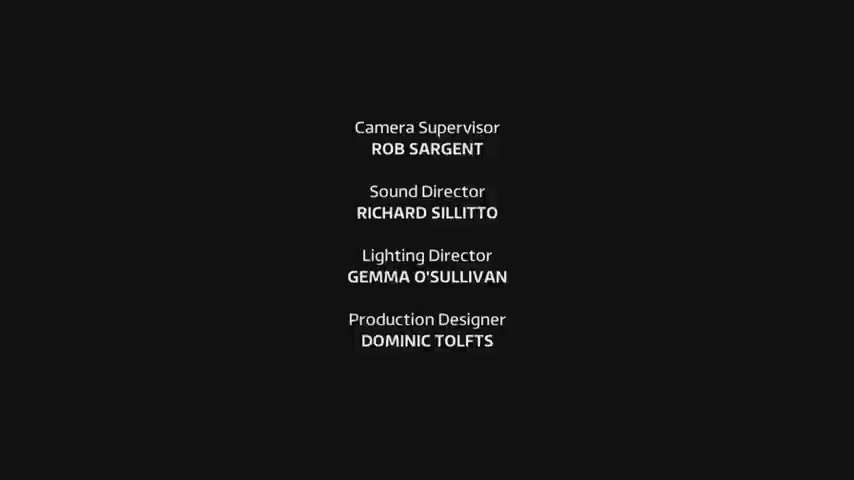 Camera Supervisor
ROB SARGENT
Sound Director
RICHARD SILLITTO
Lighting Director
GEMMA O'SULLIVAN
Production Designer
DOMINIC TOLFTS